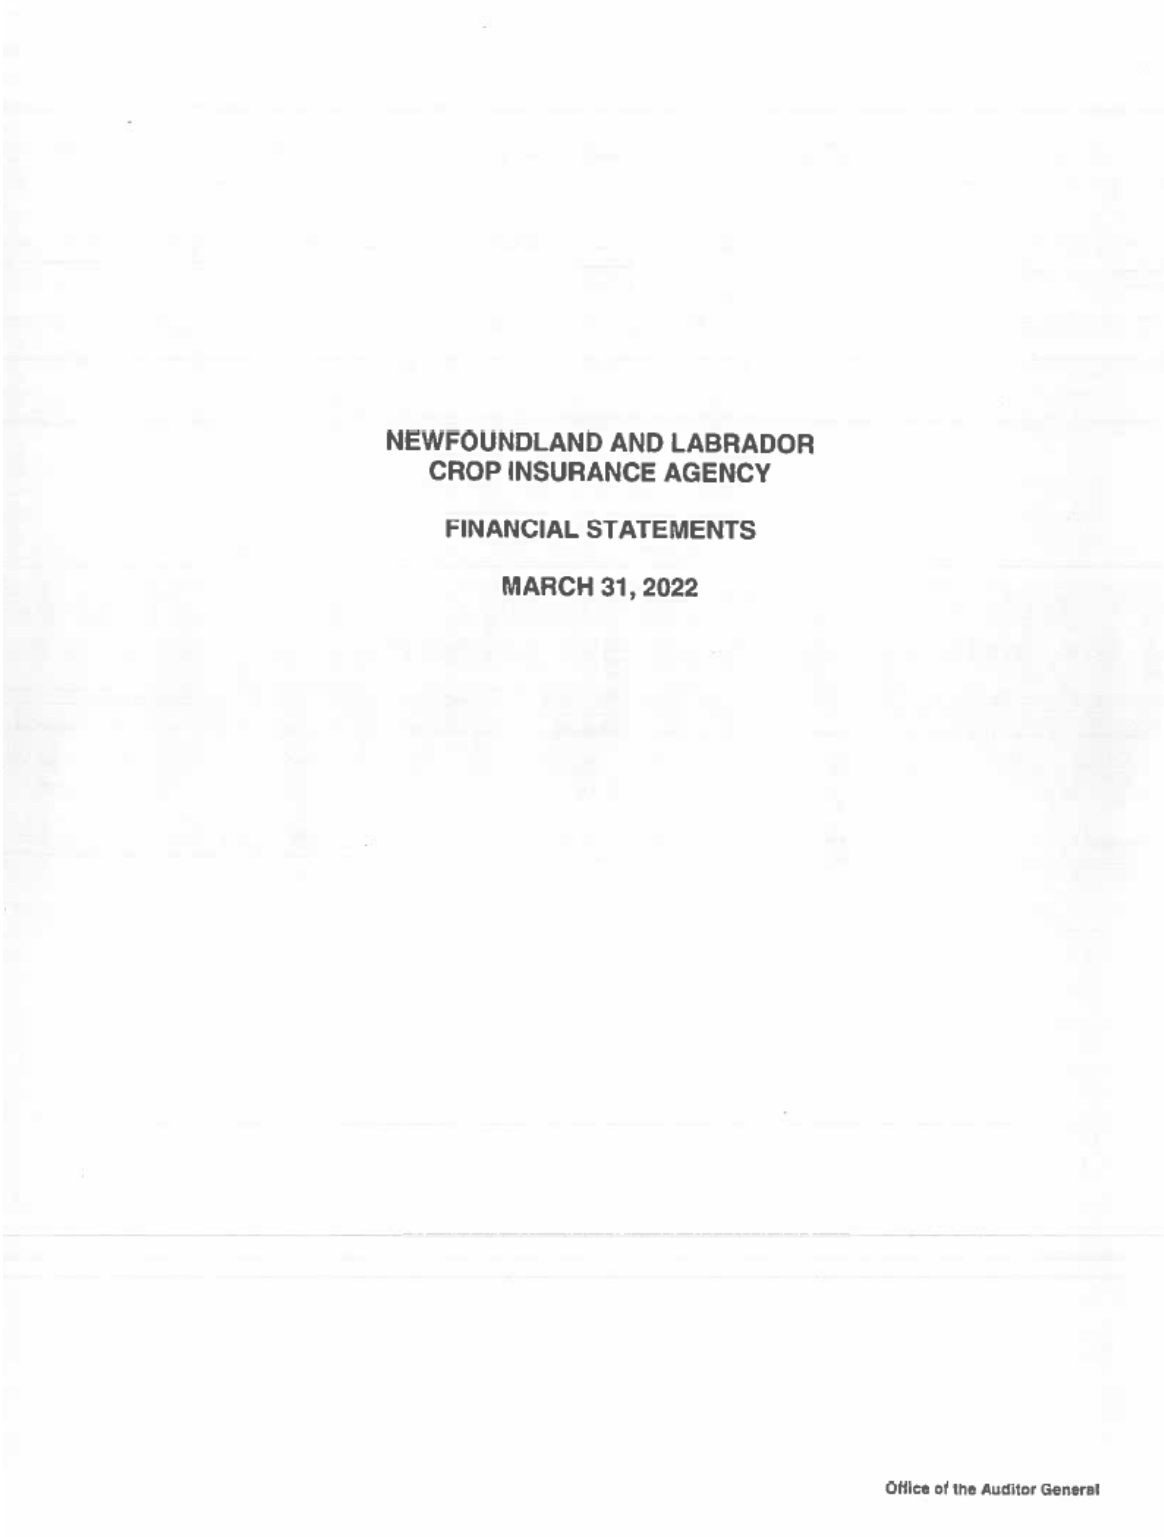 NEWFOUNDLAND AND LABRADOR
CROP INSURANCE AGENCY
FINANCIAL STATEMENTS
MARCH 31, 2022
Office of the Auditor General